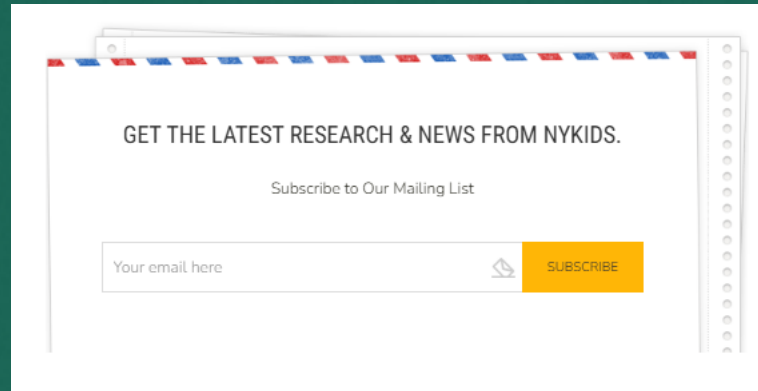 GET THE LATEST RESEARCH & NEWS FROM NYKIDS.
Subscribe to Our Mailing List
Your email here
SUBSCRIBE